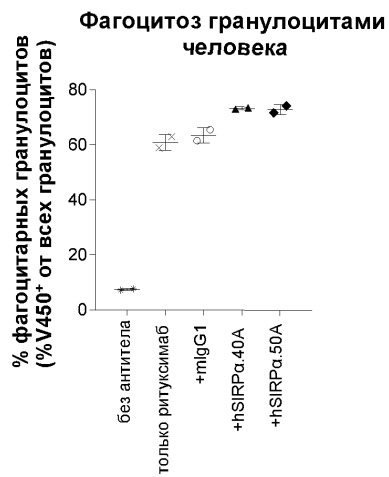 Фагоцитоз гранулоцитами
человека
% фагоцитарных гранулоцитов
(%V450⁺ от всех гранулоцитов)
80
60
40
20
0
без антитела
только ритуксимаб
+mIgG1
+hSIRPα.40A
+hSIRPα.50A